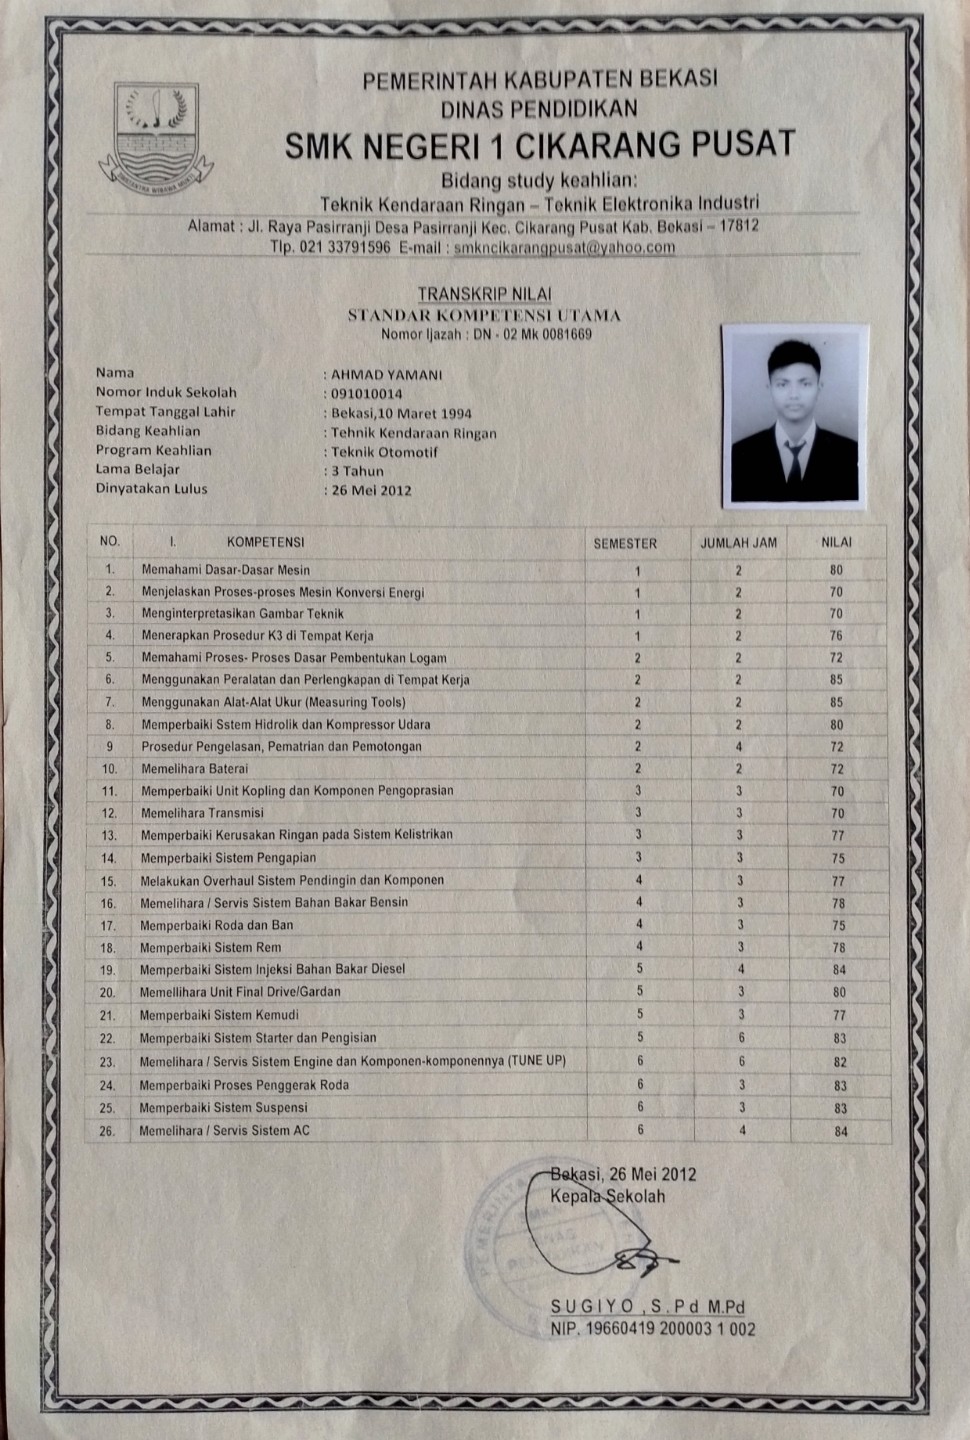 PEMERINTAH KABUPATEN BEKASI
DINAS PENDIDIKAN
SMK NEGERI 1 CIKARANG PUSAT
Bidang study keahlian:
Teknik Kendaraan Ringan – Teknik Elektronika Industri
Alamat : Jl. Raya Pasirranji Desa Pasirranji Kec. Cikarang Pusat Kab. Bekasi – 17812
Tlp. 021 33791596 E-mail : smkncikarangpusat@yahoo.com
TRANSKRIP NILAI
STANDAR KOMPETENSI UTAMA
Nomor Ijazah : DN - 02 Mk 0081669
Nama : AHMAD YAMANI
Nomor Induk Sekolah : 091010014
Tempat Tanggal Lahir : Bekasi,10 Maret 1994
Bidang Keahlian : Tehnik Kendaraan Ringan
Program Keahlian : Teknik Otomotif
Lama Belajar : 3 Tahun
Dinyatakan Lulus : 26 Mei 2012
NO. I. KOMPETENSI SEMESTER JUMLAH JAM NILAI
1. Memahami Dasar-Dasar Mesin 1 2 80
2. Menjelaskan Proses-proses Mesin Konversi Energi 1 2 70
3. Menginterpretasikan Gambar Teknik 1 2 70
4. Menerapkan Prosedur K3 di Tempat Kerja 1 2 76
5. Memahami Proses- Proses Dasar Pembentukan Logam 2 2 72
6. Menggunakan Peralatan dan Perlengkapan di Tempat Kerja 2 2 85
7. Menggunakan Alat-Alat Ukur (Measuring Tools) 2 2 85
8. Memperbaiki Sstem Hidrolik dan Kompressor Udara 2 2 80
9 Prosedur Pengelasan, Pematrian dan Pemotongan 2 4 72
10. Memelihara Baterai 2 2 72
11. Memperbaiki Unit Kopling dan Komponen Pengoprasian 3 3 70
12. Memelihara Transmisi 3 3 70
13. Memperbaiki Kerusakan Ringan pada Sistem Kelistrikan 3 3 77
14. Memperbaiki Sistem Pengapian 3 3 75
15. Melakukan Overhaul Sistem Pendingin dan Komponen 4 3 77
16. Memelihara / Servis Sistem Bahan Bakar Bensin 4 3 78
17. Memperbaiki Roda dan Ban 4 3 75
18. Memperbaiki Sistem Rem 4 3 78
19. Memperbaiki Sistem Injeksi Bahan Bakar Diesel 5 4 84
20. Memellihara Unit Final Drive/Gardan 5 3 80
21. Memperbaiki Sistem Kemudi 5 3 77
22. Memperbaiki Sistem Starter dan Pengisian 5 6 83
23. Memelihara / Servis Sistem Engine dan Komponen-komponennya (TUNE UP) 6 6 82
24. Memperbaiki Proses Penggerak Roda 6 3 83
25. Memperbaiki Sistem Suspensi 6 3 83
26. Memelihara / Servis Sistem AC 6 4 84
Bekasi, 26 Mei 2012
Kepala Sekolah
SUGIYO ,S.Pd M.Pd
NIP. 19660419 200003 1 002